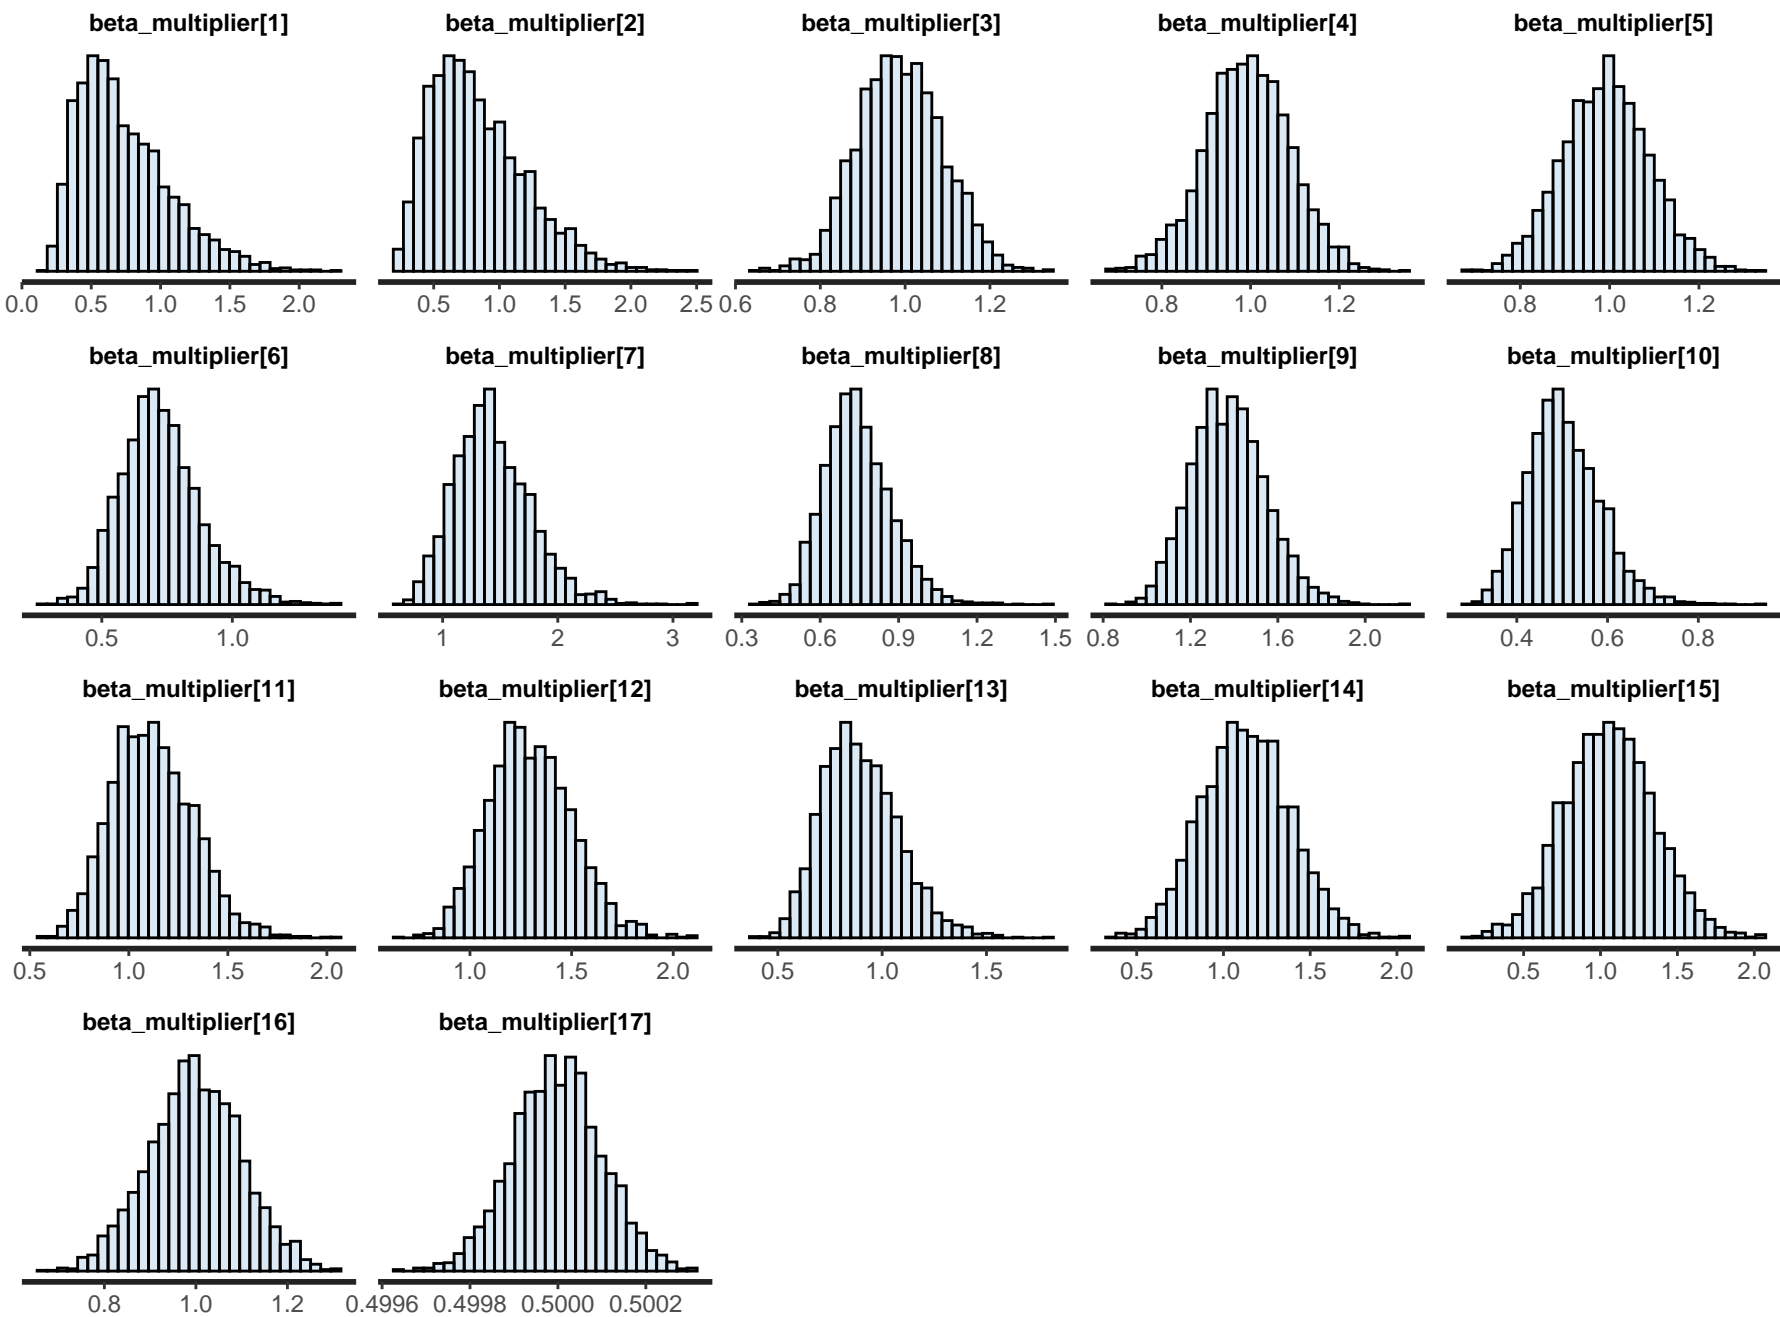 beta_multiplier[1] beta_multiplier[2] beta_multiplier[3] beta_multiplier[4] beta_multiplier[5]
0.0 0.5 1.0 1.5 2.0 0.5 1.0 1.5 2.0 2.5 0.6 0.8 1.0 1.2 0.8 1.0 1.2 0.8 1.0 1.2
beta_multiplier[6] beta_multiplier[7] beta_multiplier[8] beta_multiplier[9] beta_multiplier[10]
0.5 1.0 1 2 3 0.3 0.6 0.9 1.2 1.5 0.8 1.2 1.6 2.0 0.4 0.6 0.8
beta_multiplier[11] beta_multiplier[12] beta_multiplier[13] beta_multiplier[14] beta_multiplier[15]
0.5 1.0 1.5 2.0 1.0 1.5 2.0 0.5 1.0 1.5 0.5 1.0 1.5 2.0 0.5 1.0 1.5 2.0
beta_multiplier[16] beta_multiplier[17]
0.8 1.0 1.2 0.4996 0.4998 0.5000 0.5002